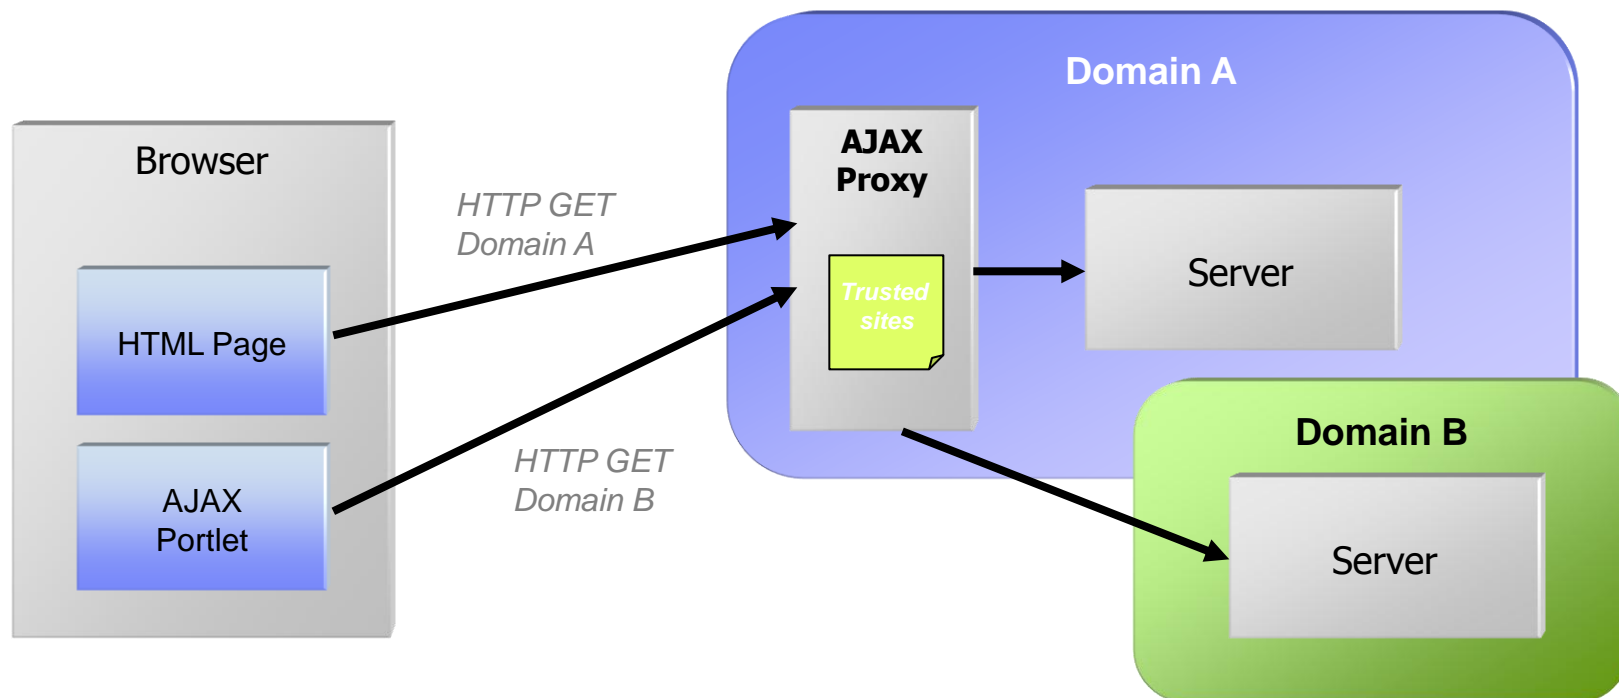 Domain A
Browser
AJAX
Proxy
HTTP GET
Domain A
Trusted
sites
Server
HTML Page
HTTP GET
Domain B
AJAX
Portlet
Domain B
Server